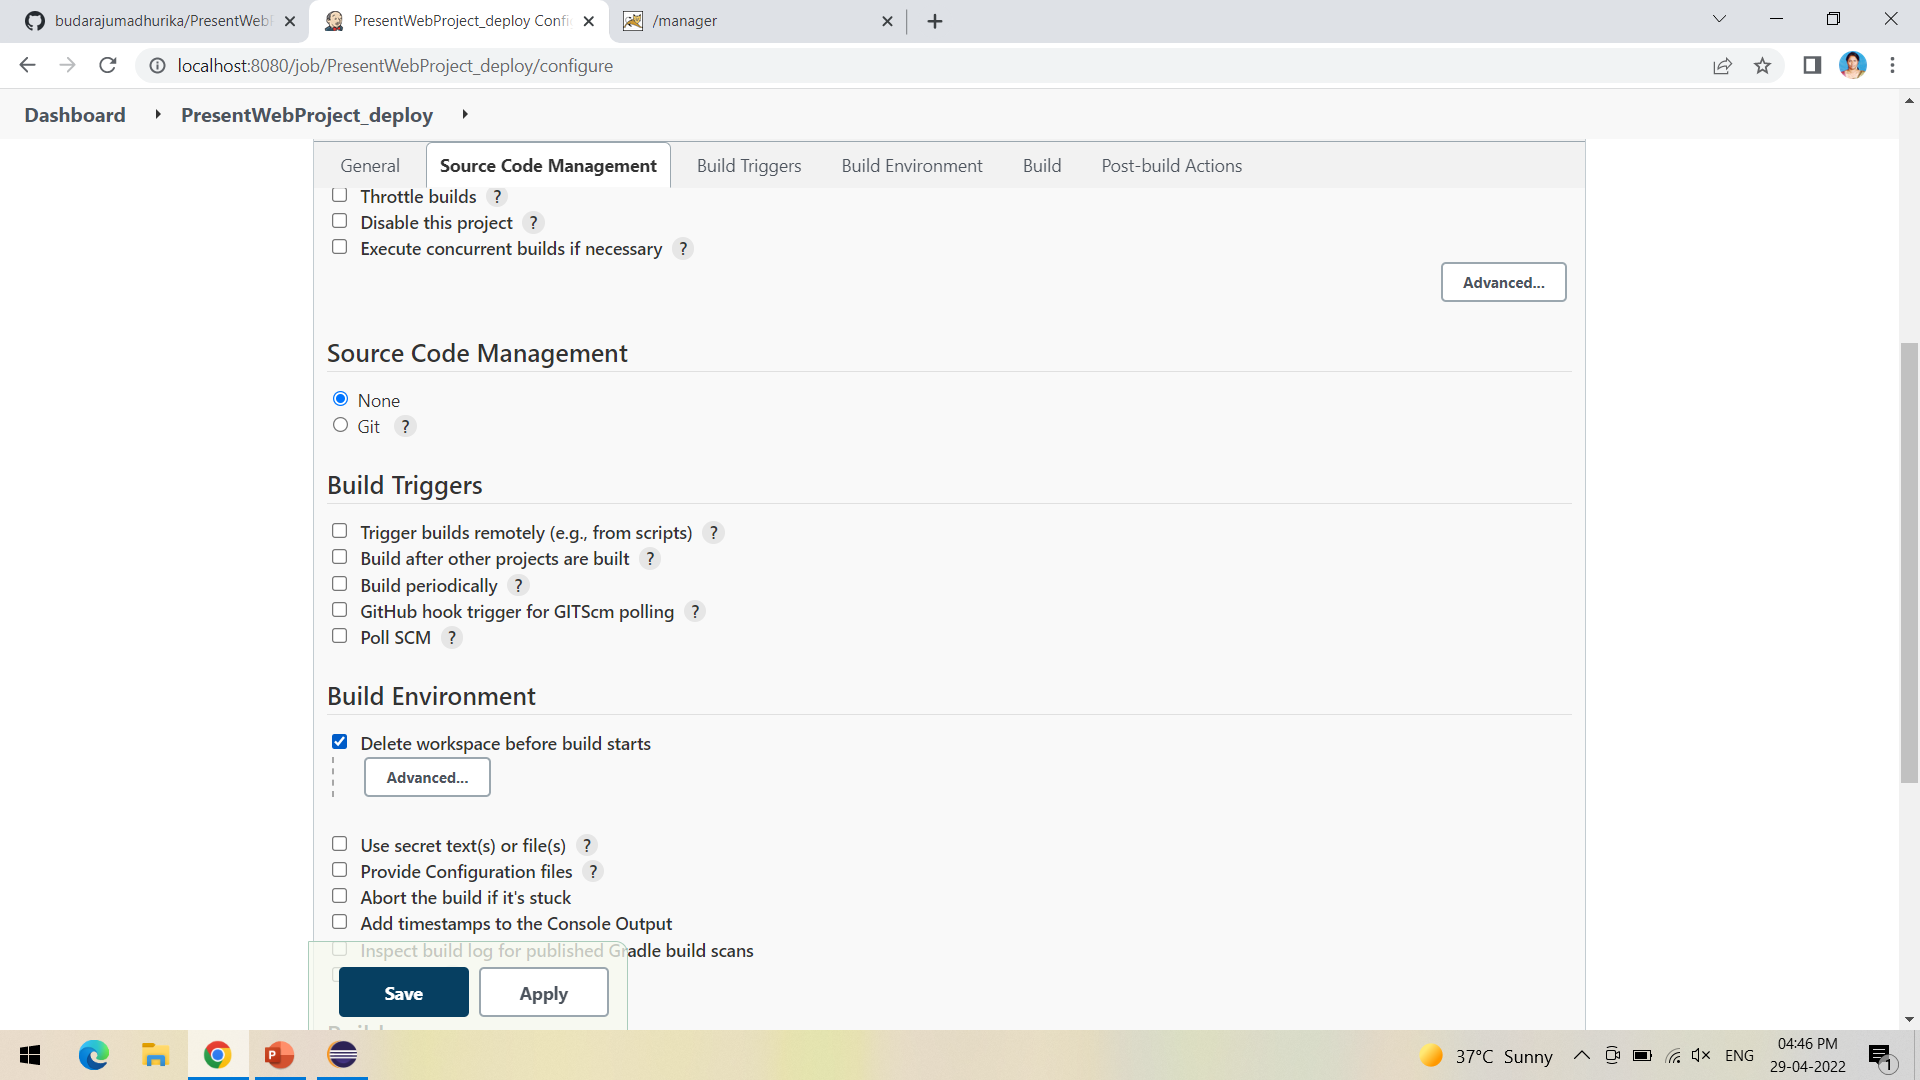 budarajumadhurika/PresentWebP
PresentWebProject_deploy Confi
/manager
localhost:8080/job/PresentWebProject_deploy/configure
Dashboard
PresentWebProject_deploy
General
Source Code Management
Build Triggers
Build Environment
Build
Post-build Actions
Throttle builds ?
Disable this project ?
Execute concurrent builds if necessary ?
Advanced...
Source Code Management
None
Git ?
Build Triggers
Trigger builds remotely (e.g., from scripts) ?
Build after other projects are built ?
Build periodically ?
GitHub hook trigger for GITScm polling ?
Poll SCM ?
Build Environment
Delete workspace before build starts
Advanced...
Use secret text(s) or file(s) ?
Provide Configuration files ?
Abort the build if it's stuck
Add timestamps to the Console Output
Inspect build log for published Gradle build scans
Save
Apply
Build
37°C Sunny
ENG
04:46 PM
29-04-2022
1